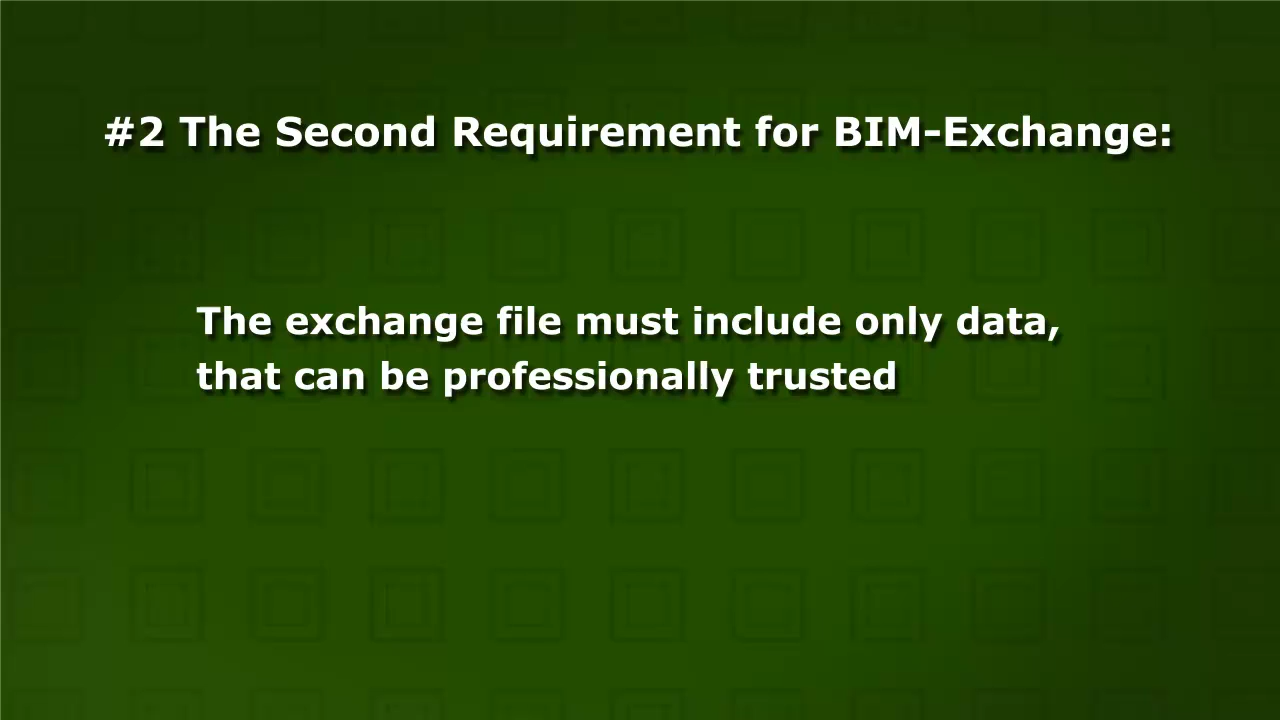 #2 The Second Requirement for BIM-Exchange:
The exchange file must include only data,
that can be professionally trusted